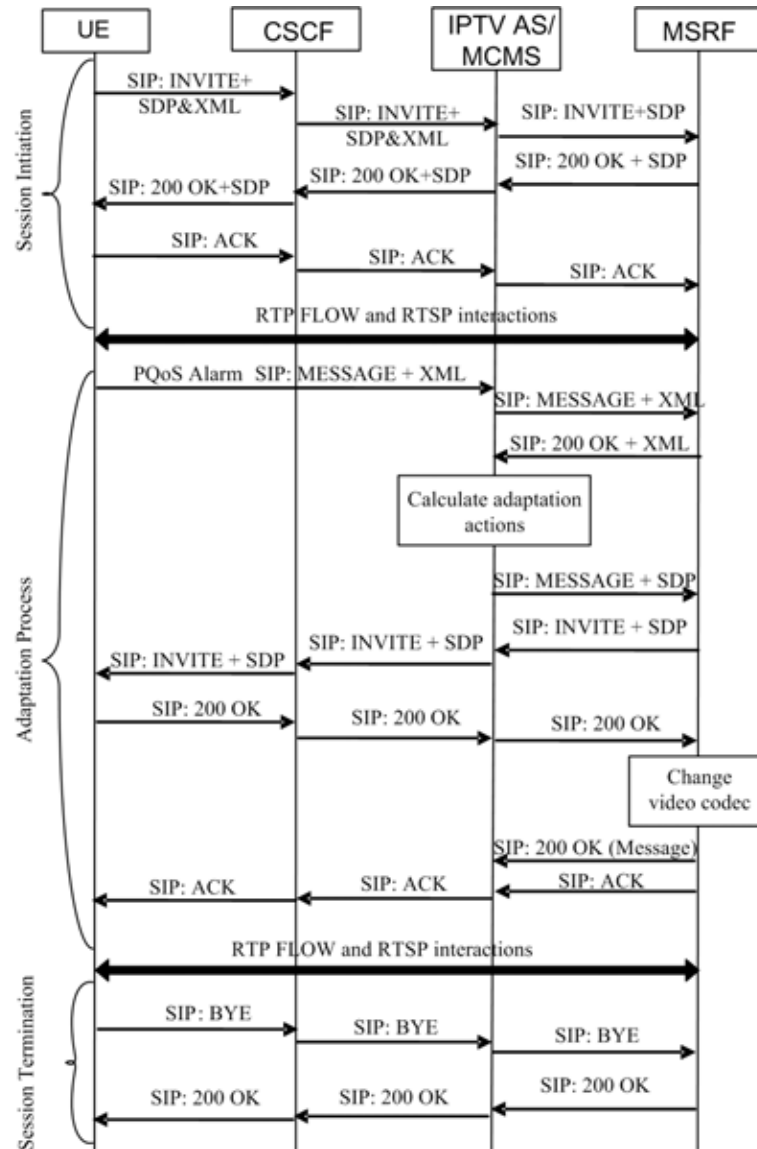 UE
CSCF
IPTV AS/
MCMS
MSRF
Session Intiation
SIP: INVITE+
SDP&XML
SIP: INVITE+
SDP&XML
SIP: INVITE+SDP
SIP: 200 OK + SDP
SIP: 200 OK+SDP
SIP: 200 OK+SDP
SIP: ACK
SIP: ACK
SIP: ACK
RTP FLOW and RTSP interactions
Adaptation Process
PQoS Alarm SIP: MESSAGE + XML
SIP: MESSAGE + XML
SIP: 200 OK + XML
Calculate adaptation
actions
SIP: MESSAGE + SDP
SIP: INVITE + SDP
SIP: INVITE + SDP
SIP: INVITE + SDP
SIP: 200 OK
SIP: 200 OK
SIP: 200 OK
Change
video codec
SIP: 200 OK (Message)
SIP: ACK
SIP: ACK
SIP: ACK
RTP FLOW and RTSP interactions
Session Termination
SIP: BYE
SIP: BYE
SIP: BYE
SIP: 200 OK
SIP: 200 OK
SIP: 200 OK